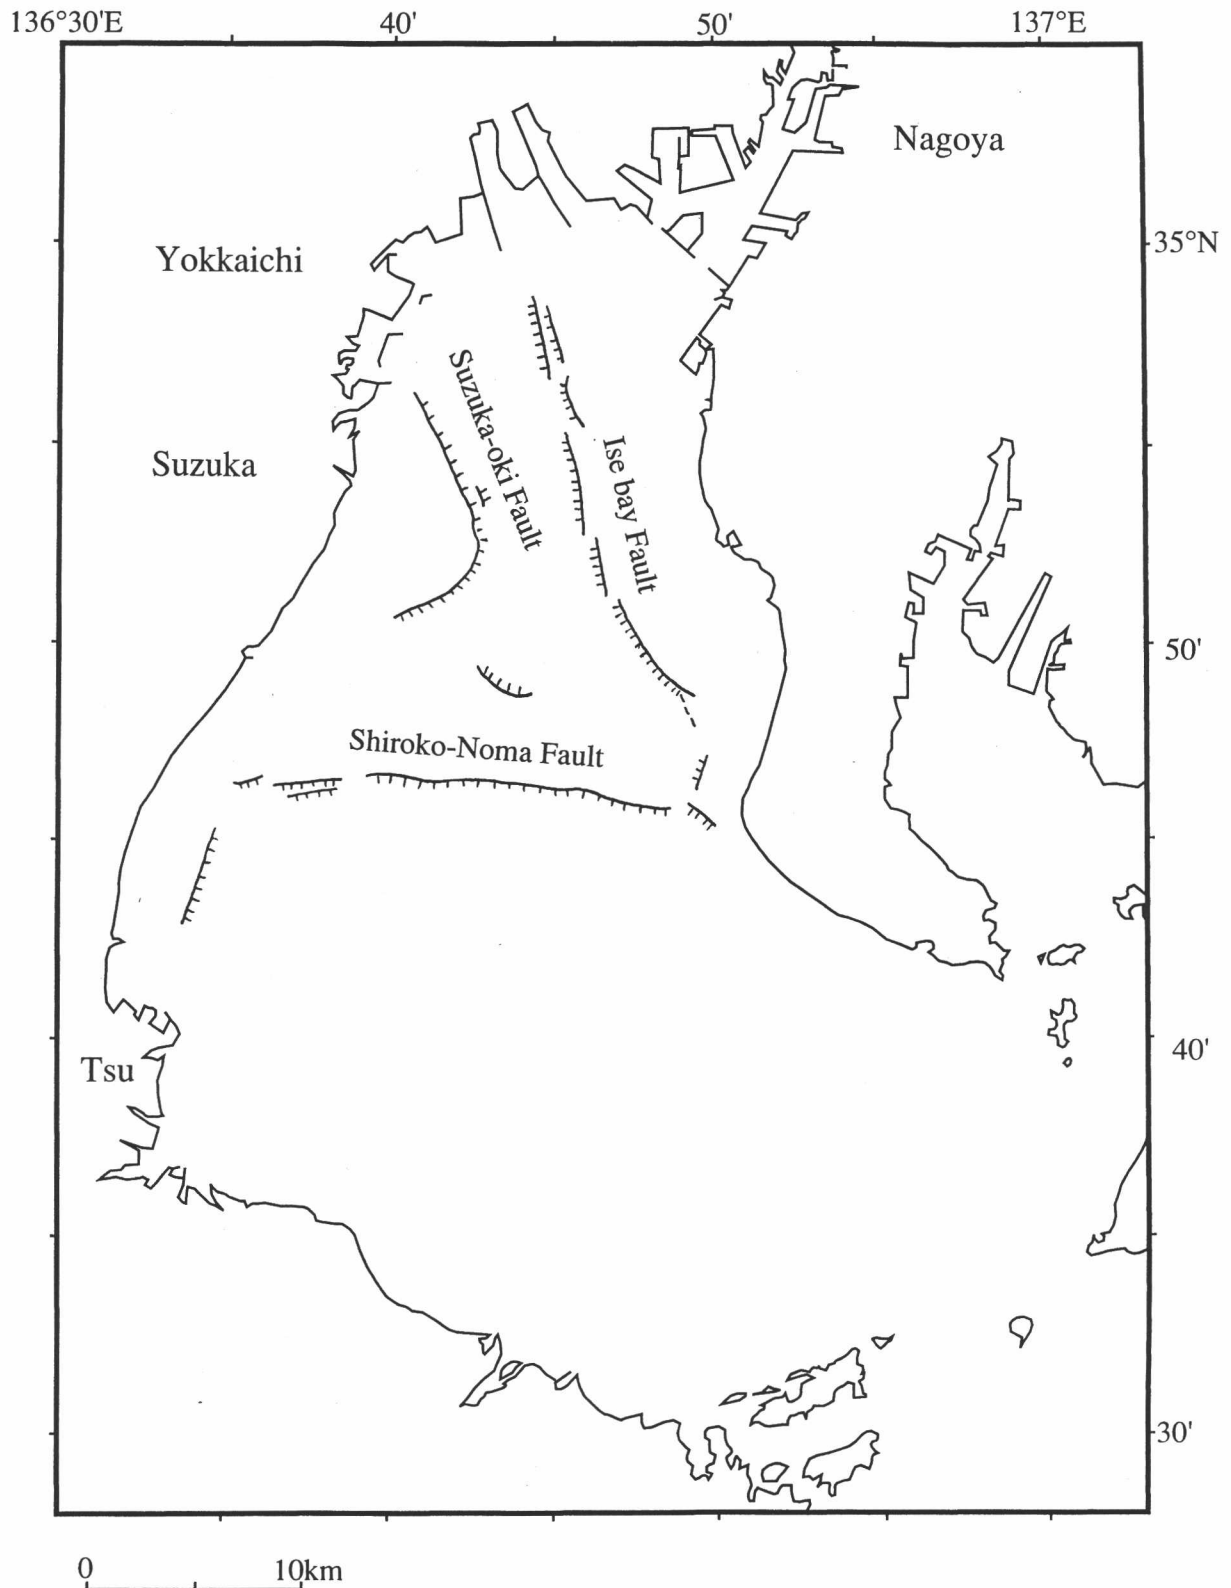 136°30'E
40'
50'
137°E
Nagoya
Yokkaichi
35°N
Suzuka-oki Fault
Ise bay Fault
Suzuka
50'
Shiroko-Noma Fault
40'
Tsu
30'
0
10km